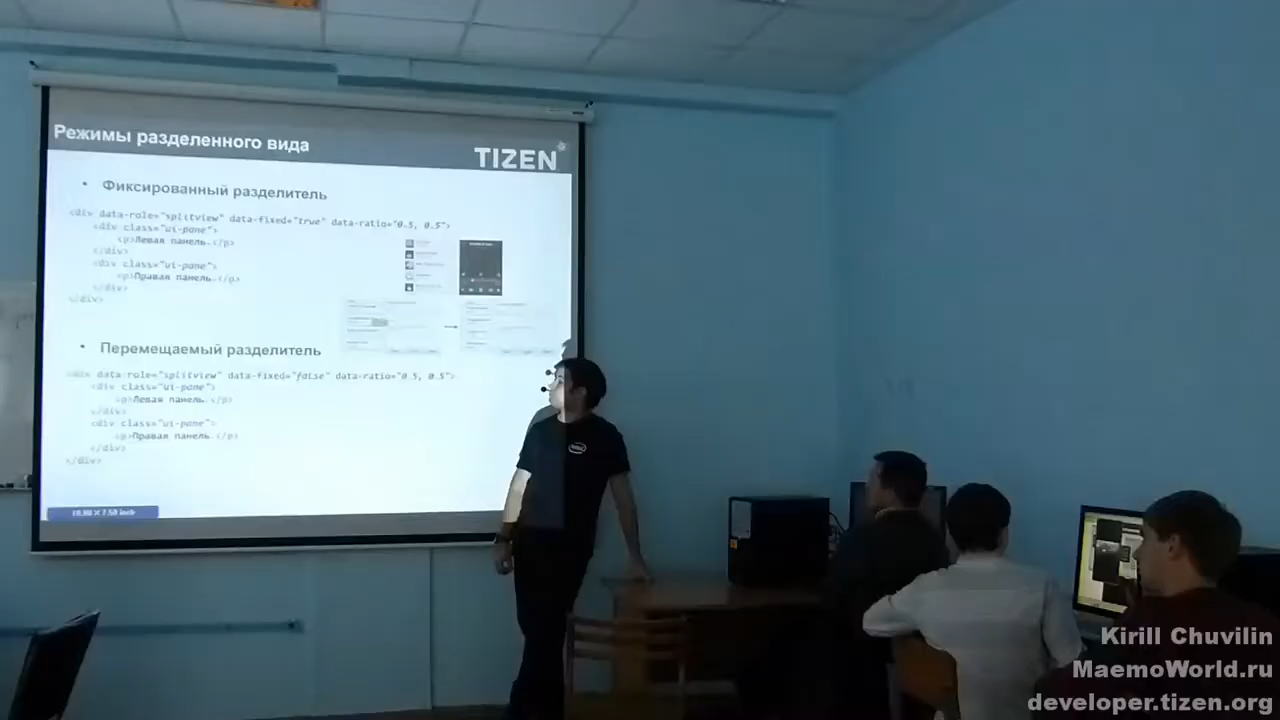 Режимы разделенного вида
TIZEN
• Фиксированный разделитель
<div data-role="splitview" data-fixed="true" data-ratio="0.5, 0.5">
<div class="ui-pane">
<p>Левая панель.</p>
</div>
<div class="ui-pane">
<p>Правая панель.</p>
</div>
</div>
• Перемещаемый разделитель
<div data-role="splitview" data-fixed="false" data-ratio="0.5, 0.5">
<div class="ui-pane">
<p>Левая панель.</p>
</div>
<div class="ui-pane">
<p>Правая панель.</p>
</div>
</div>
intel
Kirill Chuvilin
MaemoWorld.ru
developer.tizen.org